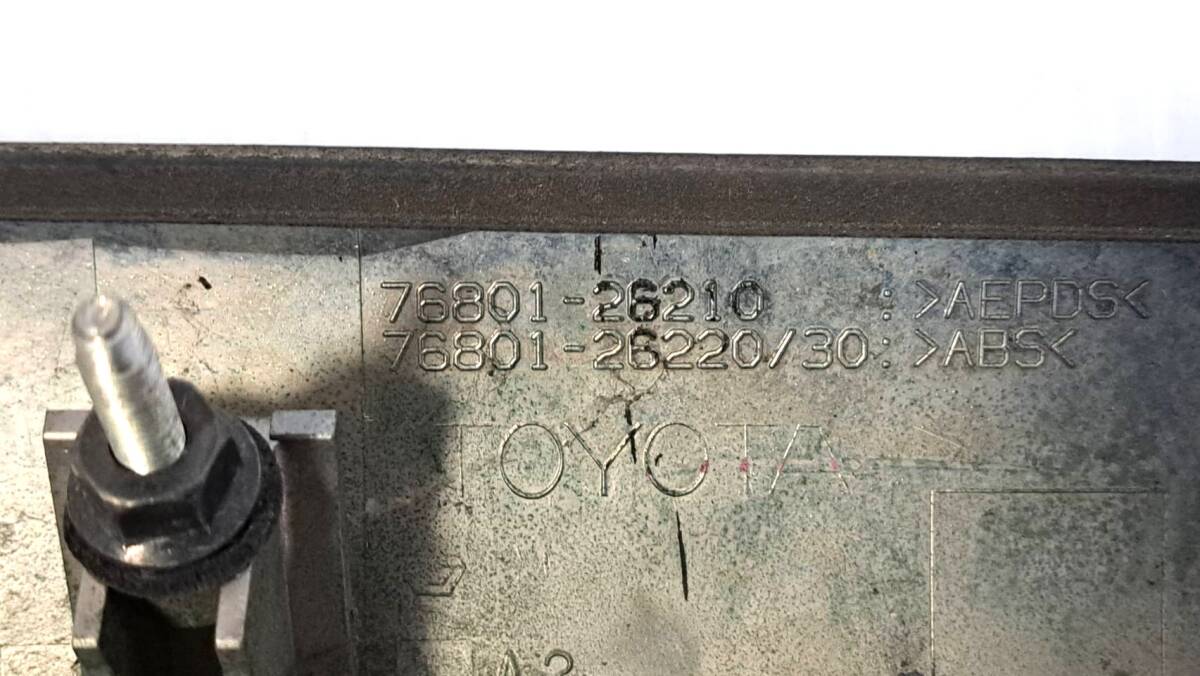 76801-26210 : >AEPDS<
76801-26220/30: >ABS<
TOYOTA